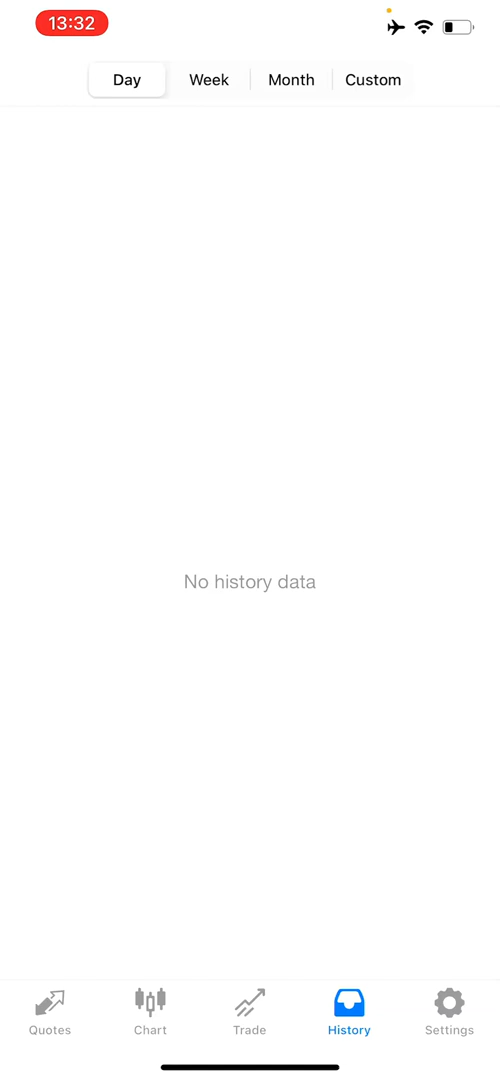 13:32
Day Week Month Custom
No history data
Quotes Chart Trade History Settings